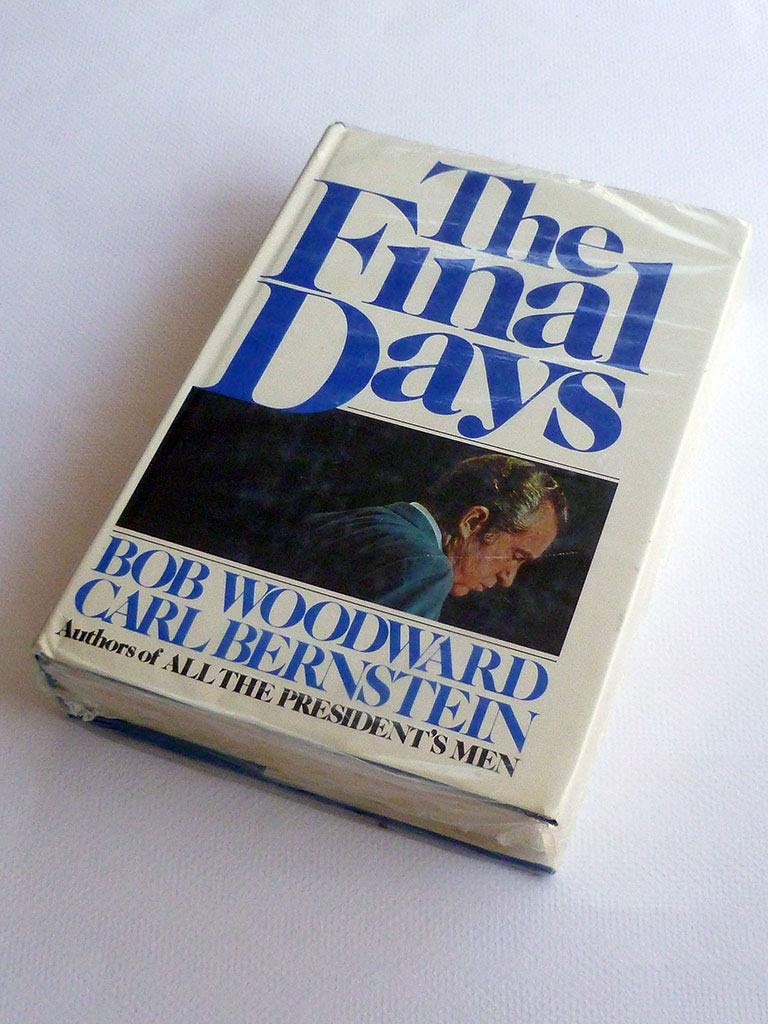 The
Final
Days
BOB WOODWARD
CARL BERNSTEIN
Authors of ALL THE PRESIDENT'S MEN